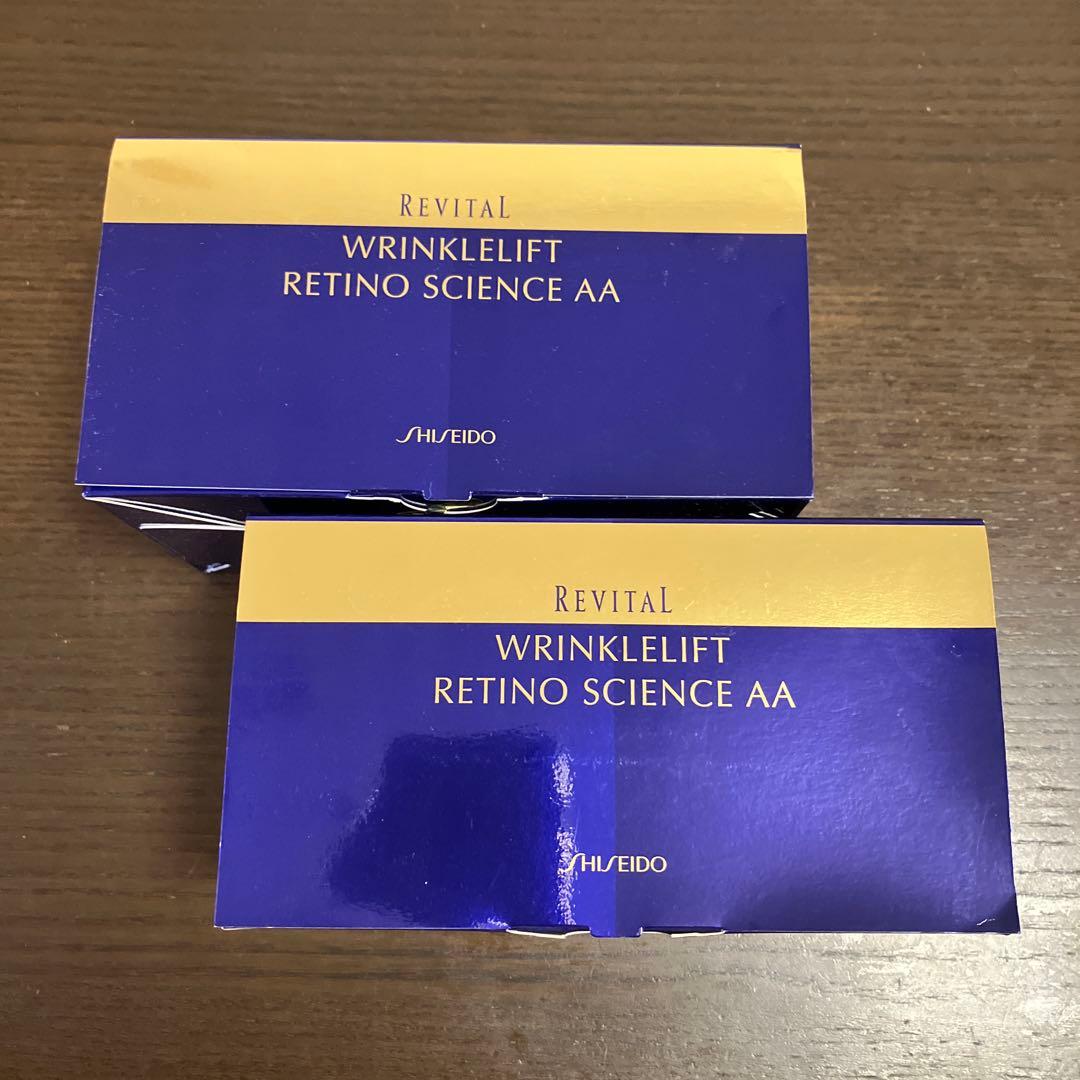 REVITAL
WRINKLELIFT
RETINO SCIENCE AA
SHISEIDO
REVITAL
WRINKLELIFT
RETINO SCIENCE AA
SHISEIDO